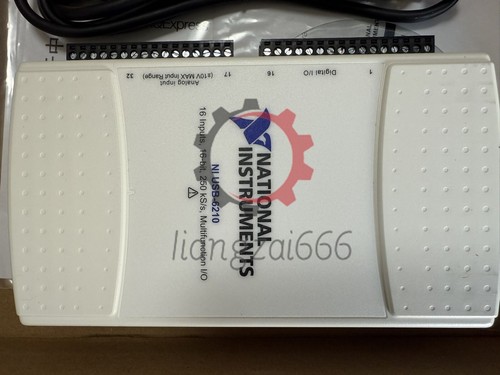 NATIONAL
INSTRUMENTS
NI USB-6210
16 Inputs, 16-bit, 250 kS/s, Multifunction I/O
1
Digital I/O
16
17
Analog Input
(±10V MAX Input Range)
32
liangzai666